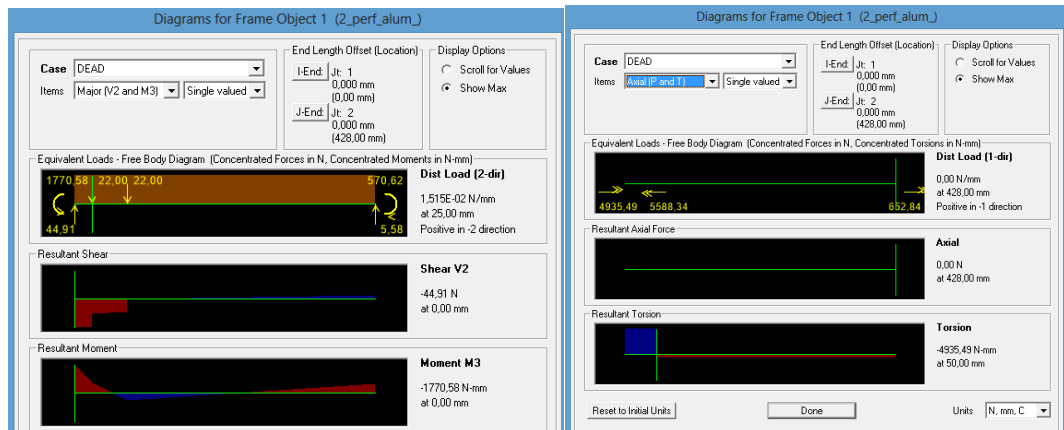 Diagrams for Frame Object 1 (2_perf_alum_)
End Length Offset (Location)
Display Options
Case DEAD
I-End: Jt: 1
0,000 mm
(0,00 mm)
Scroll for Values
Items Major (V2 and M3) Single valued
Show Max
J-End: Jt: 2
0,000 mm
(428,00 mm)
Equivalent Loads - Free Body Diagram (Concentrated Forces in N, Concentrated Moments in N-mm)
1770,58 22,00 22,00 570,62
44,91 5,58
Dist Load (2-dir)
1,515E-02 N/mm
at 25,00 mm
Positive in -2 direction
Resultant Shear
Shear V2
-44,91 N
at 0,00 mm
Resultant Moment
Moment M3
-1770,58 N-mm
at 0,00 mm
Diagrams for Frame Object 1 (2_perf_alum_)
End Length Offset (Location)
Display Options
Case DEAD
I-End: Jt: 1
0,000 mm
(0,00 mm)
Scroll for Values
Items Axial (P and T) Single valued
Show Max
J-End: Jt: 2
0,000 mm
(428,00 mm)
Equivalent Loads - Free Body Diagram (Concentrated Forces in N, Concentrated Torsions in N-mm)
4935,49 5588,34 652,84
Dist Load (1-dir)
0,00 N/mm
at 428,00 mm
Positive in -1 direction
Resultant Axial Force
Axial
0,00 N
at 428,00 mm
Resultant Torsion
Torsion
-4935,49 N-mm
at 50,00 mm
Reset to Initial Units
Done
Units N, mm, C